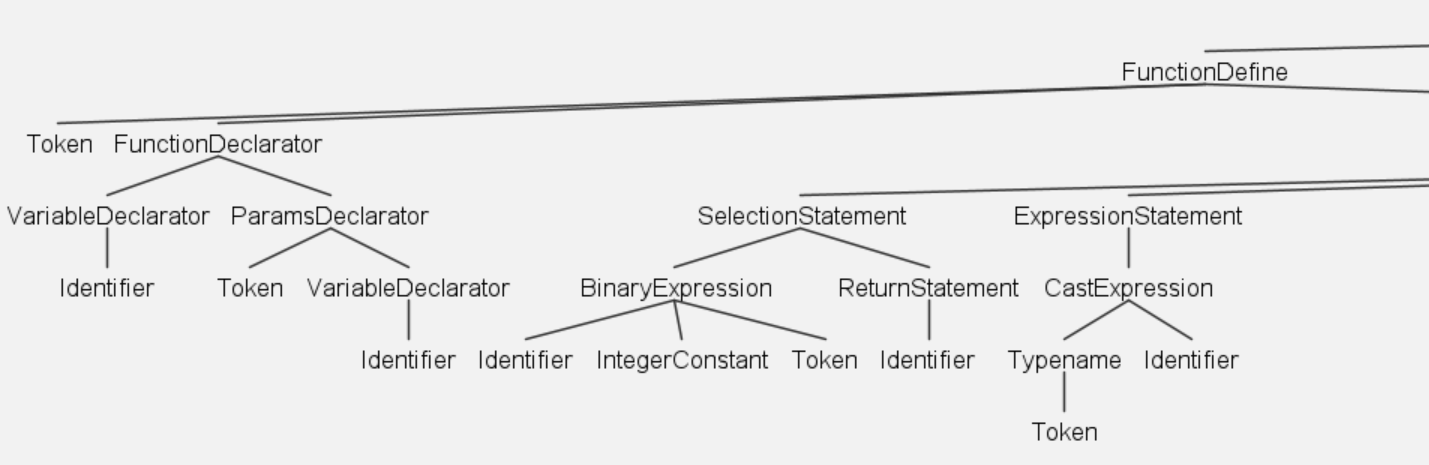 FunctionDefine
Token FunctionDeclarator
VariableDeclarator ParamsDeclarator SelectionStatement ExpressionStatement
Identifier Token VariableDeclarator BinaryExpression ReturnStatement CastExpression
Identifier Identifier IntegerConstant Token Identifier Typename Identifier
Token